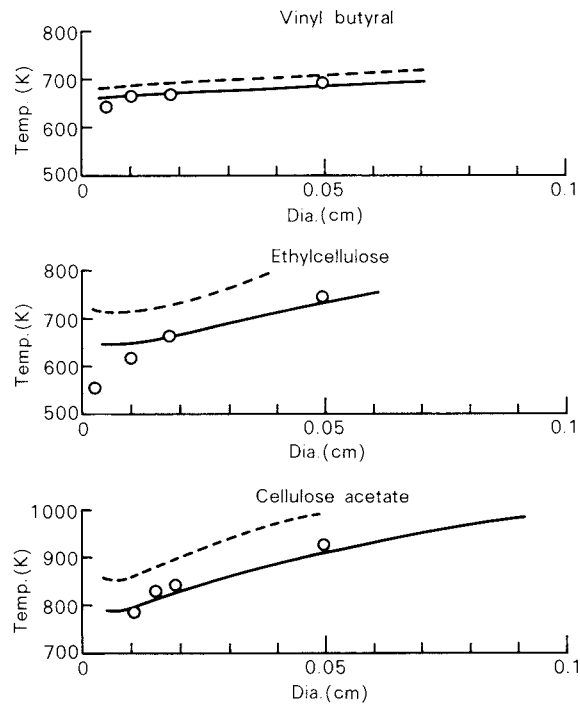 Vinyl butyral
800
700
600
500
Temp.(K)
0
0.05
0.1
Dia.(cm)
Ethylcellulose
800
700
600
500
Temp.(K)
0
0.05
0.1
Dia.(cm)
Cellulose acetate
1000
900
800
700
Temp.(K)
0
0.05
0.1
Dia.(cm)